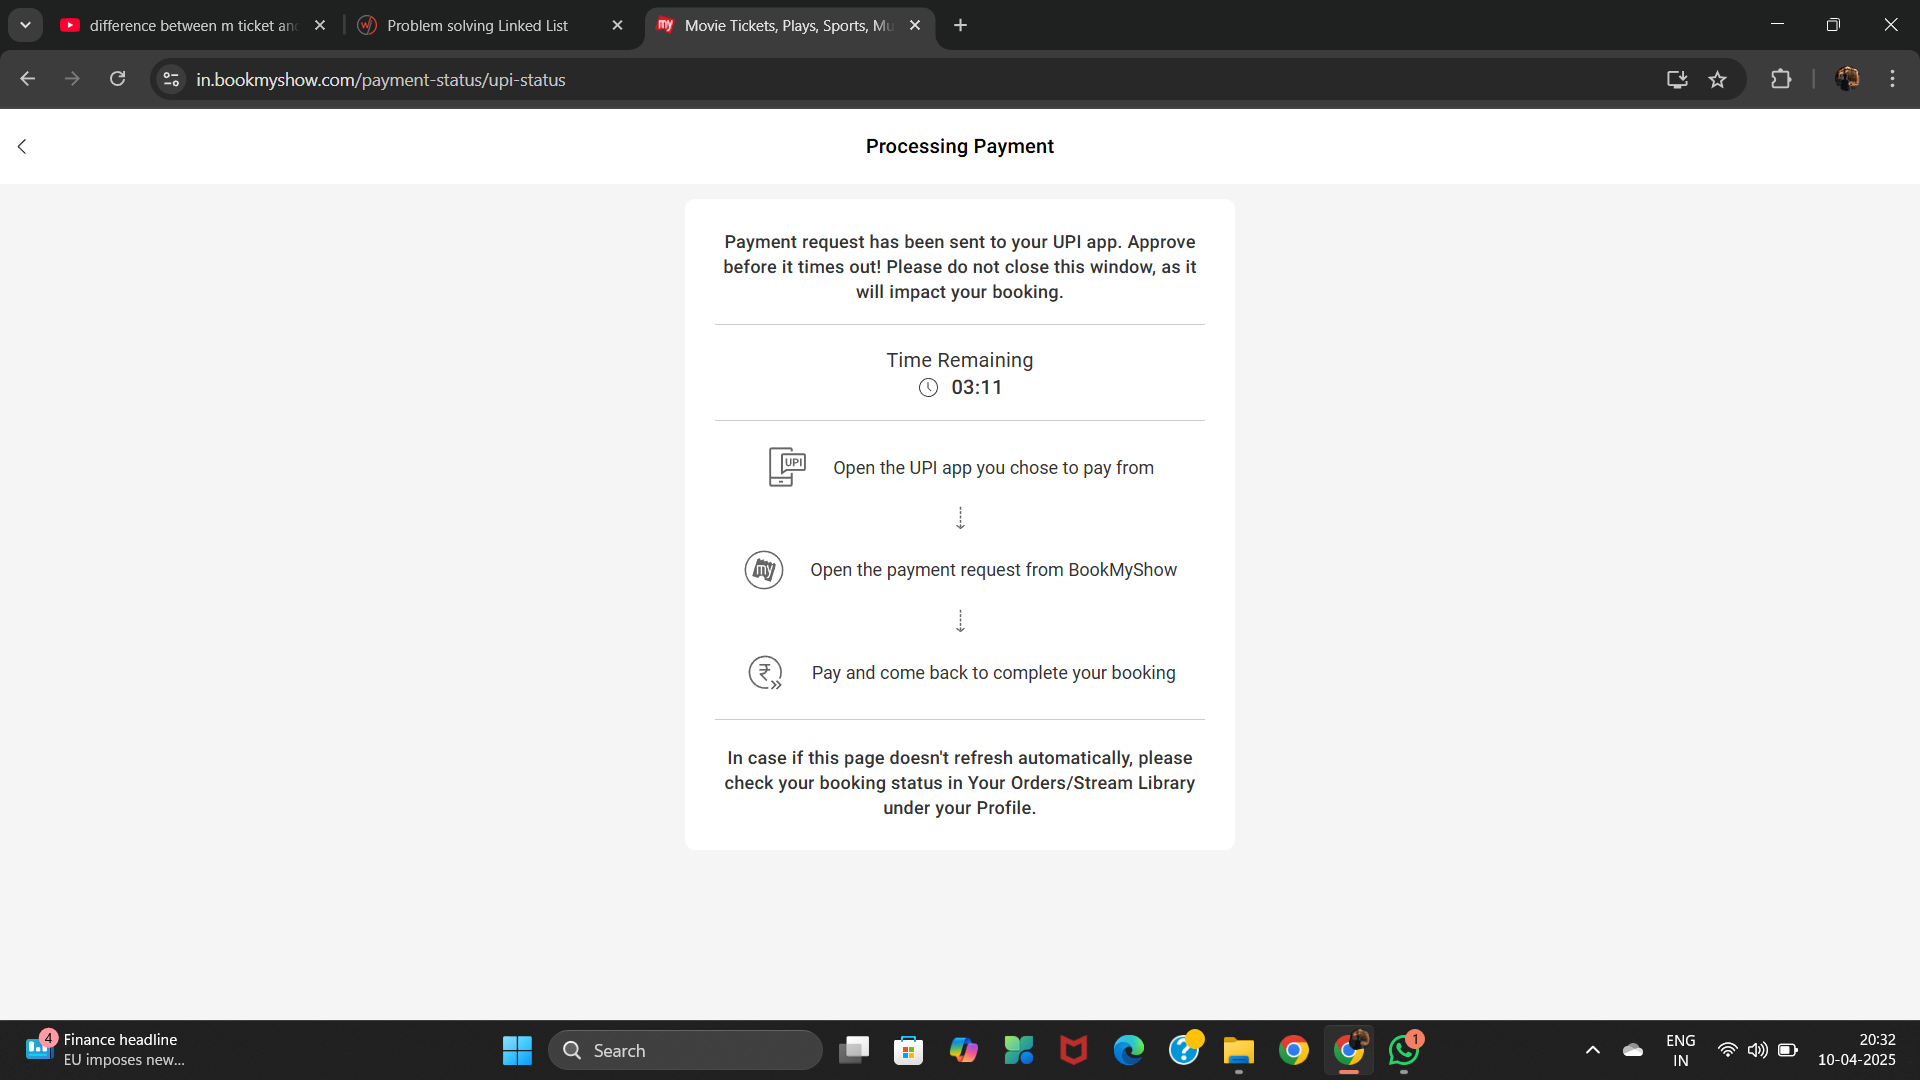 difference between m ticket an
Problem solving Linked List
my
Movie Tickets, Plays, Sports, Mu
in.bookmyshow.com/payment-status/upi-status
Processing Payment
Payment request has been sent to your UPI app. Approve
before it times out! Please do not close this window, as it
will impact your booking.
Time Remaining
03:11
UPI
Open the UPI app you chose to pay from
my
Open the payment request from BookMyShow
₹
Pay and come back to complete your booking
In case if this page doesn't refresh automatically, please
check your booking status in Your Orders/Stream Library
under your Profile.
4
Finance headline
EU imposes new...
Search
1
ENG
IN
20:32
10-04-2025